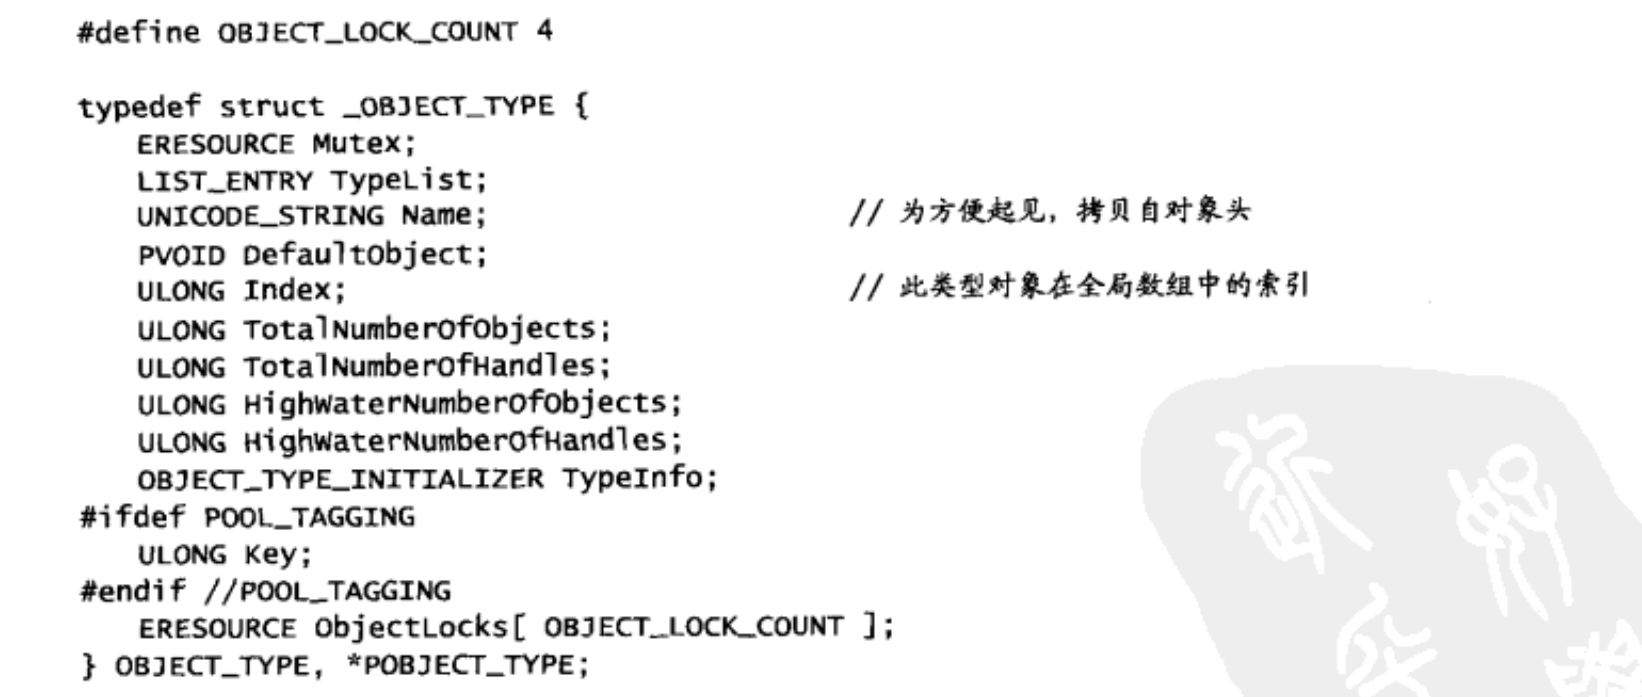 #define OBJECT_LOCK_COUNT 4
typedef struct _OBJECT_TYPE {
ERESOURCE Mutex;
LIST_ENTRY TypeList;
UNICODE_STRING Name; // 为方便起见，拷贝自对象头
PVOID DefaultObject;
ULONG Index; // 此类型对象在全局数组中的索引
ULONG TotalNumberOfObjects;
ULONG TotalNumberOfHandles;
ULONG HighWaterNumberOfObjects;
ULONG HighWaterNumberOfHandles;
OBJECT_TYPE_INITIALIZER TypeInfo;
#ifdef POOL_TAGGING
ULONG Key;
#endif //POOL_TAGGING
ERESOURCE ObjectLocks[ OBJECT_LOCK_COUNT ];
} OBJECT_TYPE, *POBJECT_TYPE;